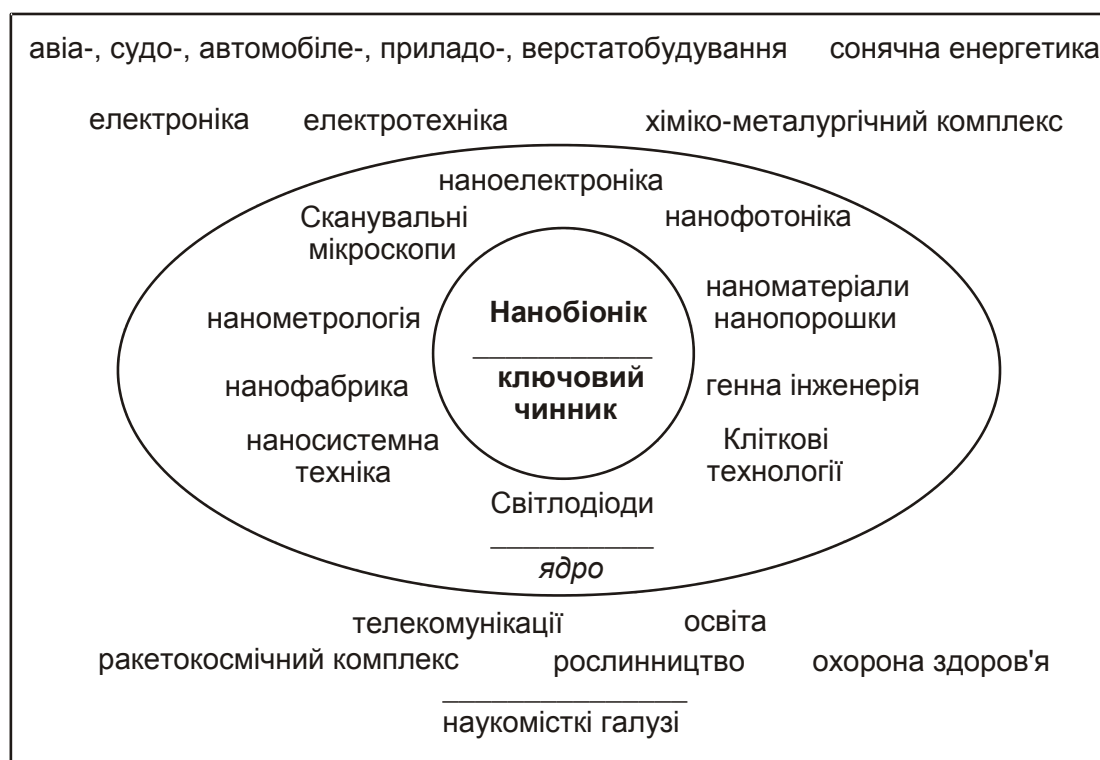 авіа-, судо-, автомобіле-, приладо-, верстатобудування сонячна енергетика
електроніка електротехніка хіміко-металургічний комплекс
наноелектроніка
Сканувальні
мікроскопи
нанофотоніка
Нанобіонік
ключовий
чинник
наноматеріали
нанопорошки
нанометрологія
нанофабрика
генна інженерія
наносистемна
техніка
Кліткові
технології
Світлодіоди
ядро
телекомунікації освіта
ракетокосмічний комплекс рослинництво охорона здоров'я
наукомісткі галузі